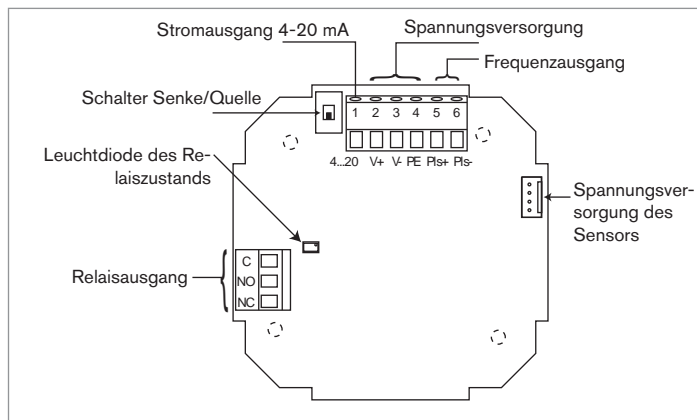 Stromausgang 4-20 mA
Spannungsversorgung
Frequenzausgang
Schalter Senke/Quelle
1 2 3 4 5 6
4...20 V+ V- PE Pls+ Pls-
Leuchtdiode des Re-
laiszustands
Spannungsver-
sorgung des
Sensors
Relaisausgang
C
NO
NC